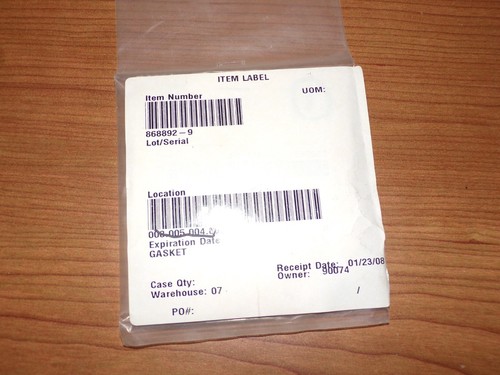 ITEM LABEL
Item Number
UOM:
868892-9
Lot/Serial
Location
Expiration Date
GASKET
Receipt Date: 01/23/08
Case Qty:
Owner: 90074
Warehouse: 07
/
PO#: